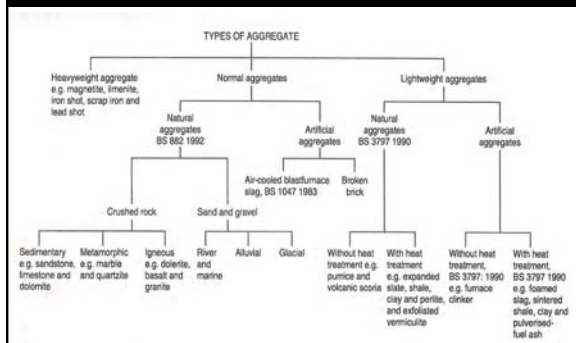 TYPES OF AGGREGATE
Heavyweight aggregate
e.g. magnetite, ilmenite,
iron shot, scrap iron and
lead shot
Normal aggregates
Lightweight aggregates
Natural
aggregates
BS 882 1992
Artificial
aggregates
Natural
aggregates
BS 3797 1990
Artificial
aggregates
Air-cooled blastfurnace
slag, BS 1047 1983
Broken
brick
Crushed rock
Sand and gravel
Sedimentary
e.g. sandstone,
limestone and
dolomite
Metamorphic
e.g. marble
and quartzite
Igneous
e.g. dolerite,
basalt and
granite
River
and
marine
Alluvial
Glacial
Without heat
treatment e.g.
pumice and
volcanic scoria
With heat
treatment e.g.
expanded
slate, shale,
clay and perlite,
and exfoliated
vermiculite
Without heat
treatment,
BS 3797: 1990
e.g. furnace
clinker
With heat
treatment,
BS 3797 1990
e.g. foamed
slag, sintered
shale, clay and
pulverised-
fuel ash